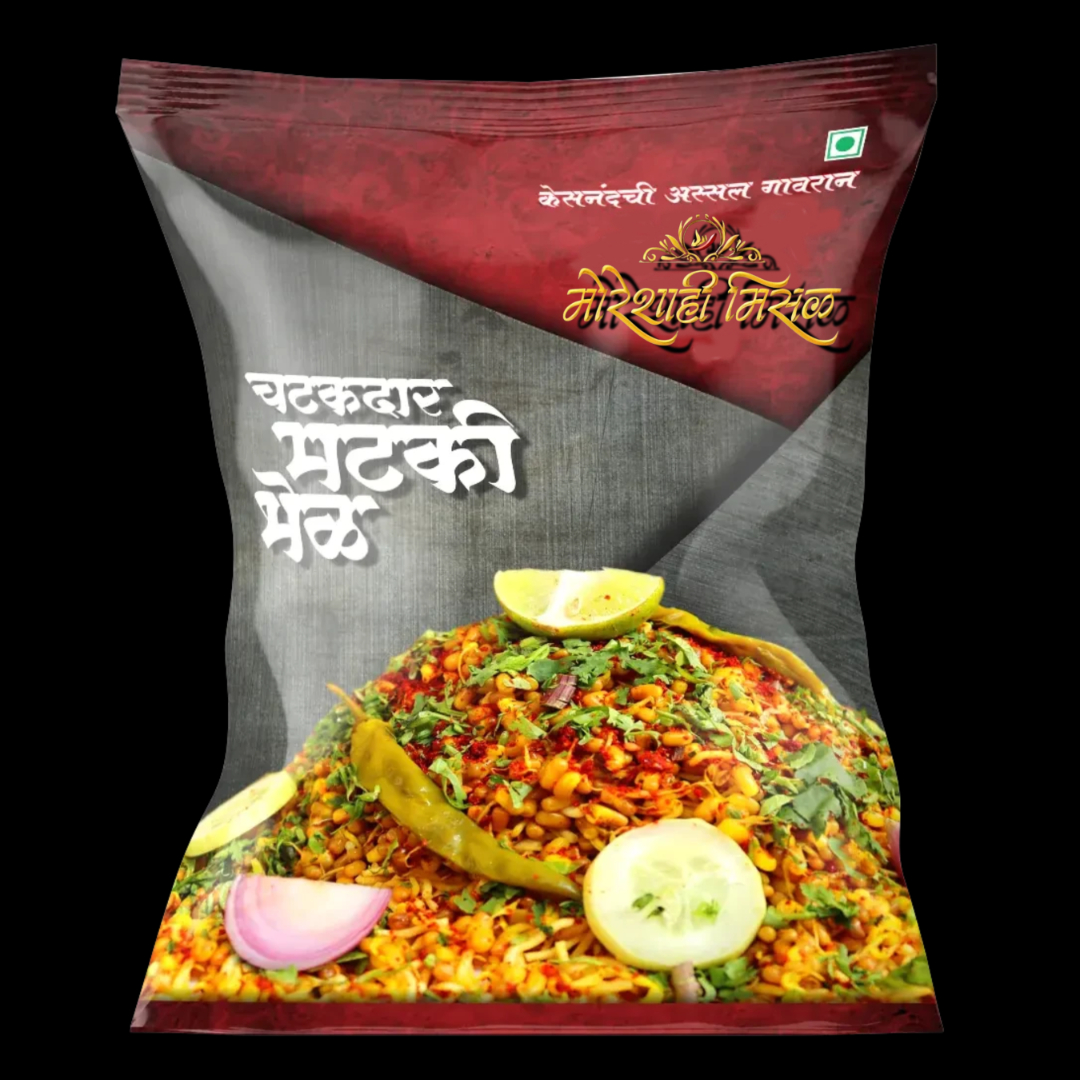 केसनंदची अस्सल गावरान
मोरेशाही मिसळ
चटकदार
मटकी
भेळ